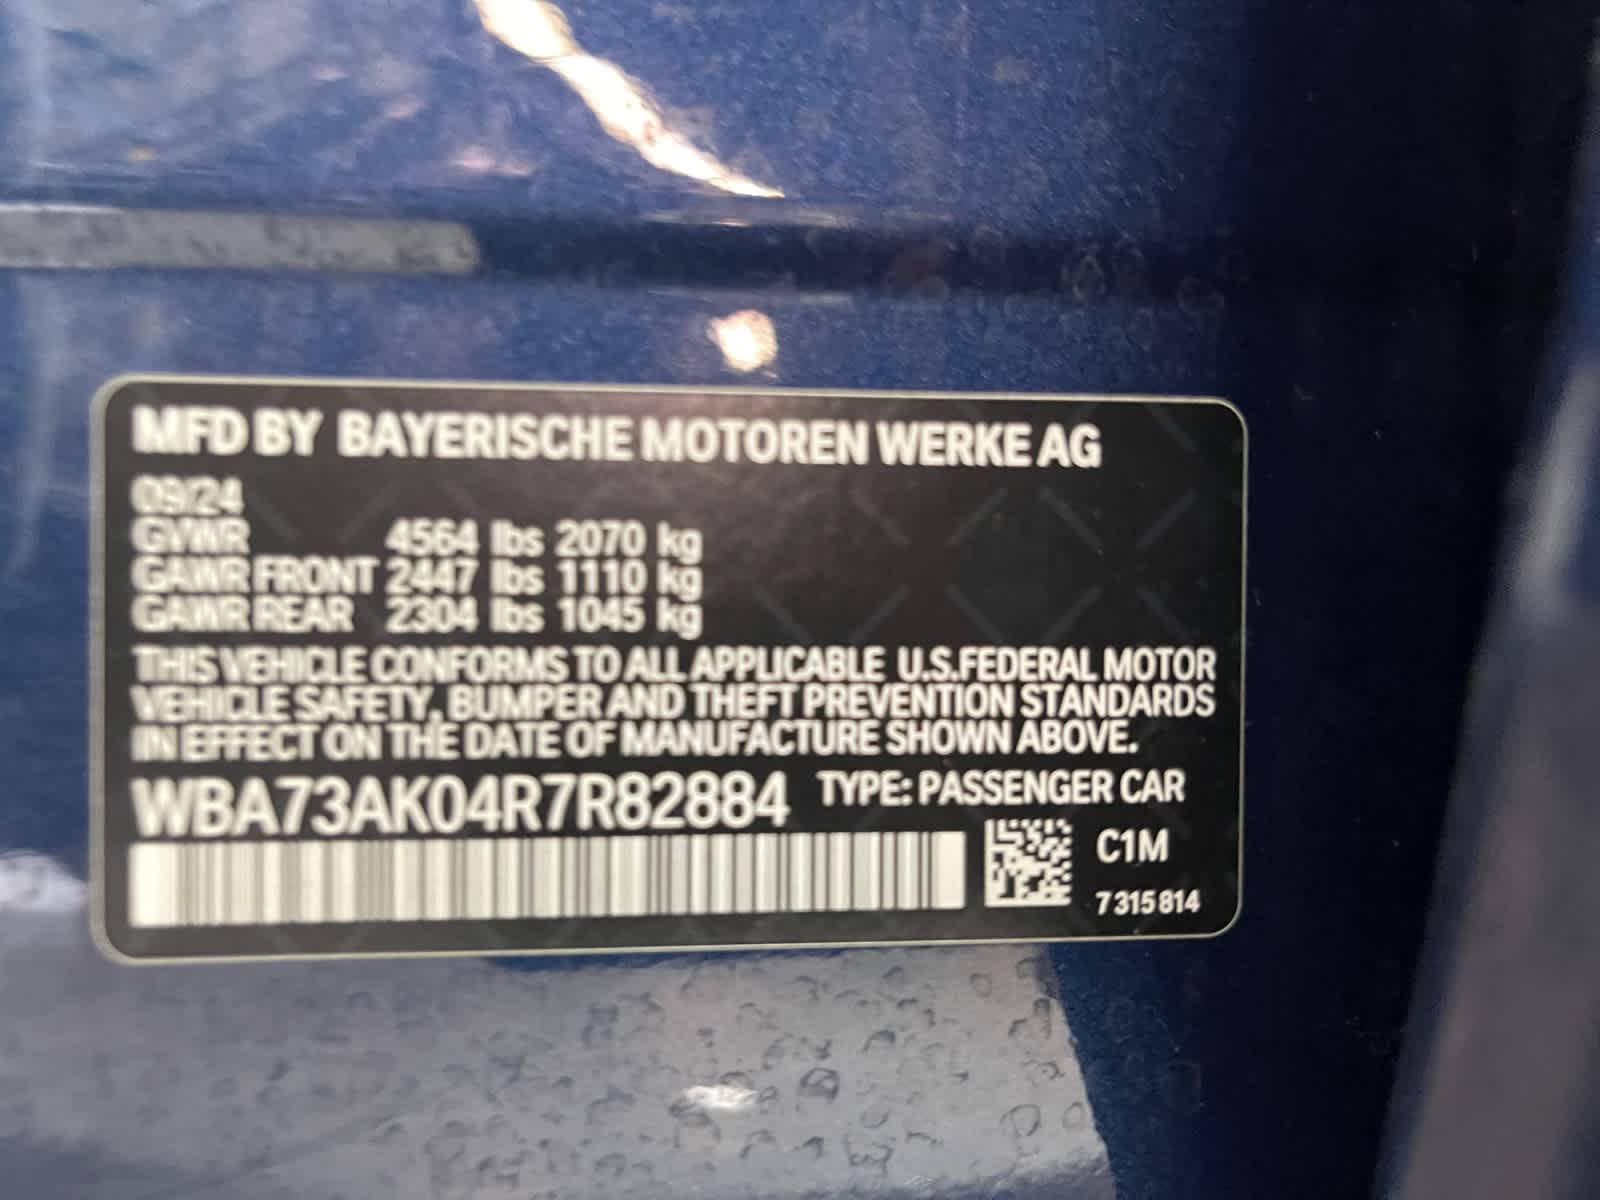 MFD BY BAYERISCHE MOTOREN WERKE AG
09/24
GVWR 4564 lbs 2070 kg
GAWR FRONT 2447 lbs 1110 kg
GAWR REAR 2304 lbs 1045 kg
THIS VEHICLE CONFORMS TO ALL APPLICABLE U.S.FEDERAL MOTOR
VEHICLE SAFETY, BUMPER AND THEFT PREVENTION STANDARDS
IN EFFECT ON THE DATE OF MANUFACTURE SHOWN ABOVE.
WBA73AK04R7R82884 TYPE: PASSENGER CAR
C1M
7 315 814